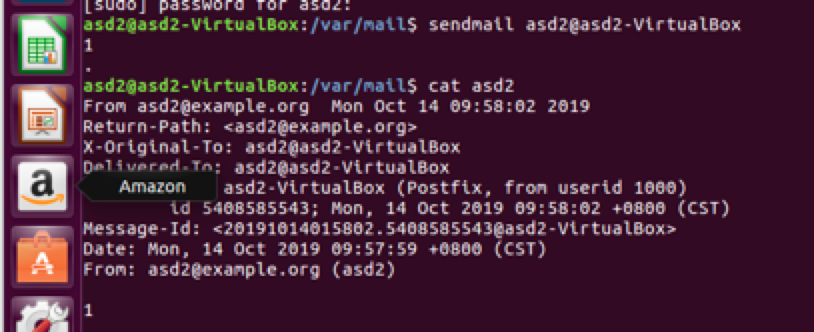 [sudo] password for asd2:
asd2@asd2-VirtualBox:/var/mail$ sendmail asd2@asd2-VirtualBox
1
.
asd2@asd2-VirtualBox:/var/mail$ cat asd2
From asd2@example.org  Mon Oct 14 09:58:02 2019
Return-Path: <asd2@example.org>
X-Original-To: asd2@asd2-VirtualBox
Delivered-To: asd2@asd2-VirtualBox
Amazon
asd2-VirtualBox (Postfix, from userid 1000)
id 5408585543; Mon, 14 Oct 2019 09:58:02 +0800 (CST)
Message-Id: <20191014015802.5408585543@asd2-VirtualBox>
Date: Mon, 14 Oct 2019 09:57:59 +0800 (CST)
From: asd2@example.org (asd2)
1